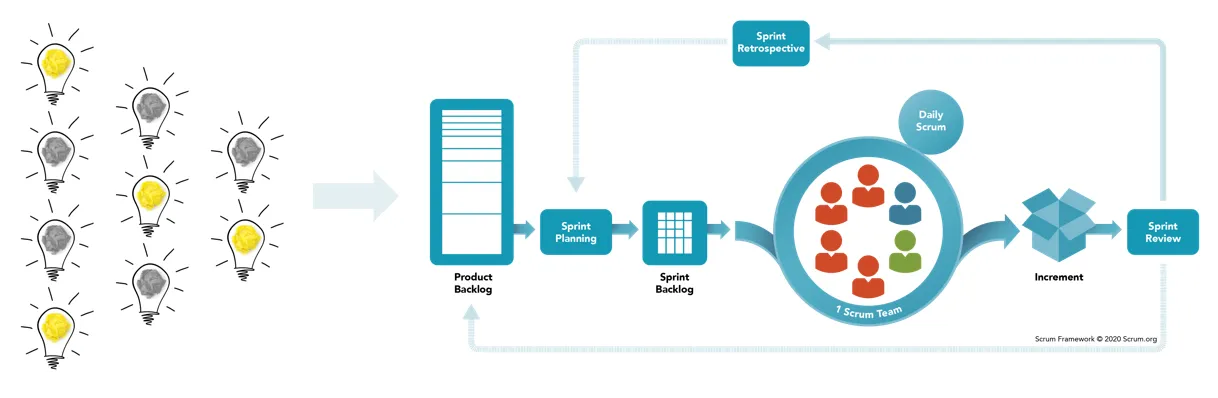 Sprint
Retrospective
Daily
Scrum
Sprint
Planning
Sprint
Review
Product
Backlog
Sprint
Backlog
Increment
1 Scrum Team
Scrum Framework © 2020 Scrum.org